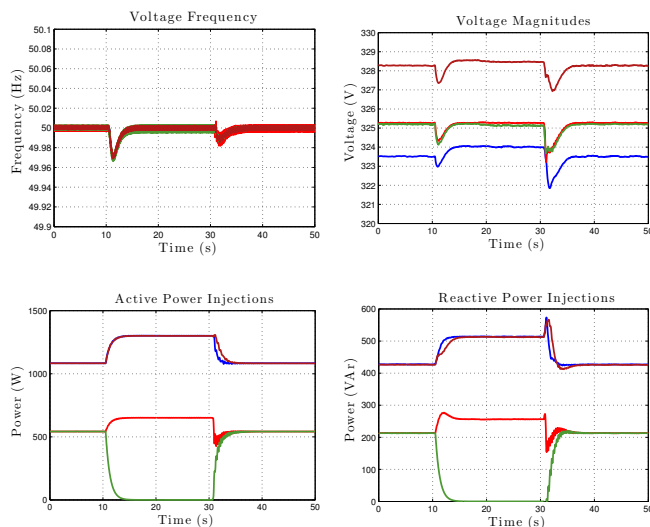 Voltage Frequency
50.1
50.08
50.06
50.04
50.02
50
49.98
49.96
49.94
49.92
49.9
Frequency (Hz)
0 10 20 30 40 50
Time (s)
Voltage Magnitudes
330
329
328
327
326
325
324
323
322
321
320
Voltage (V)
0 10 20 30 40 50
Time (s)
Active Power Injections
1500
1000
500
0
Power (W)
0 10 20 30 40 50
Time (s)
Reactive Power Injections
600
500
400
300
200
100
0
Power (VAr)
0 10 20 30 40 50
Time (s)